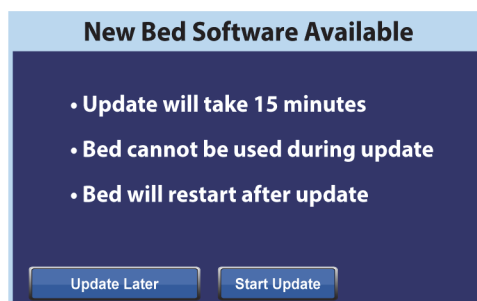 New Bed Software Available
• Update will take 15 minutes
• Bed cannot be used during update
• Bed will restart after update
Update Later
Start Update